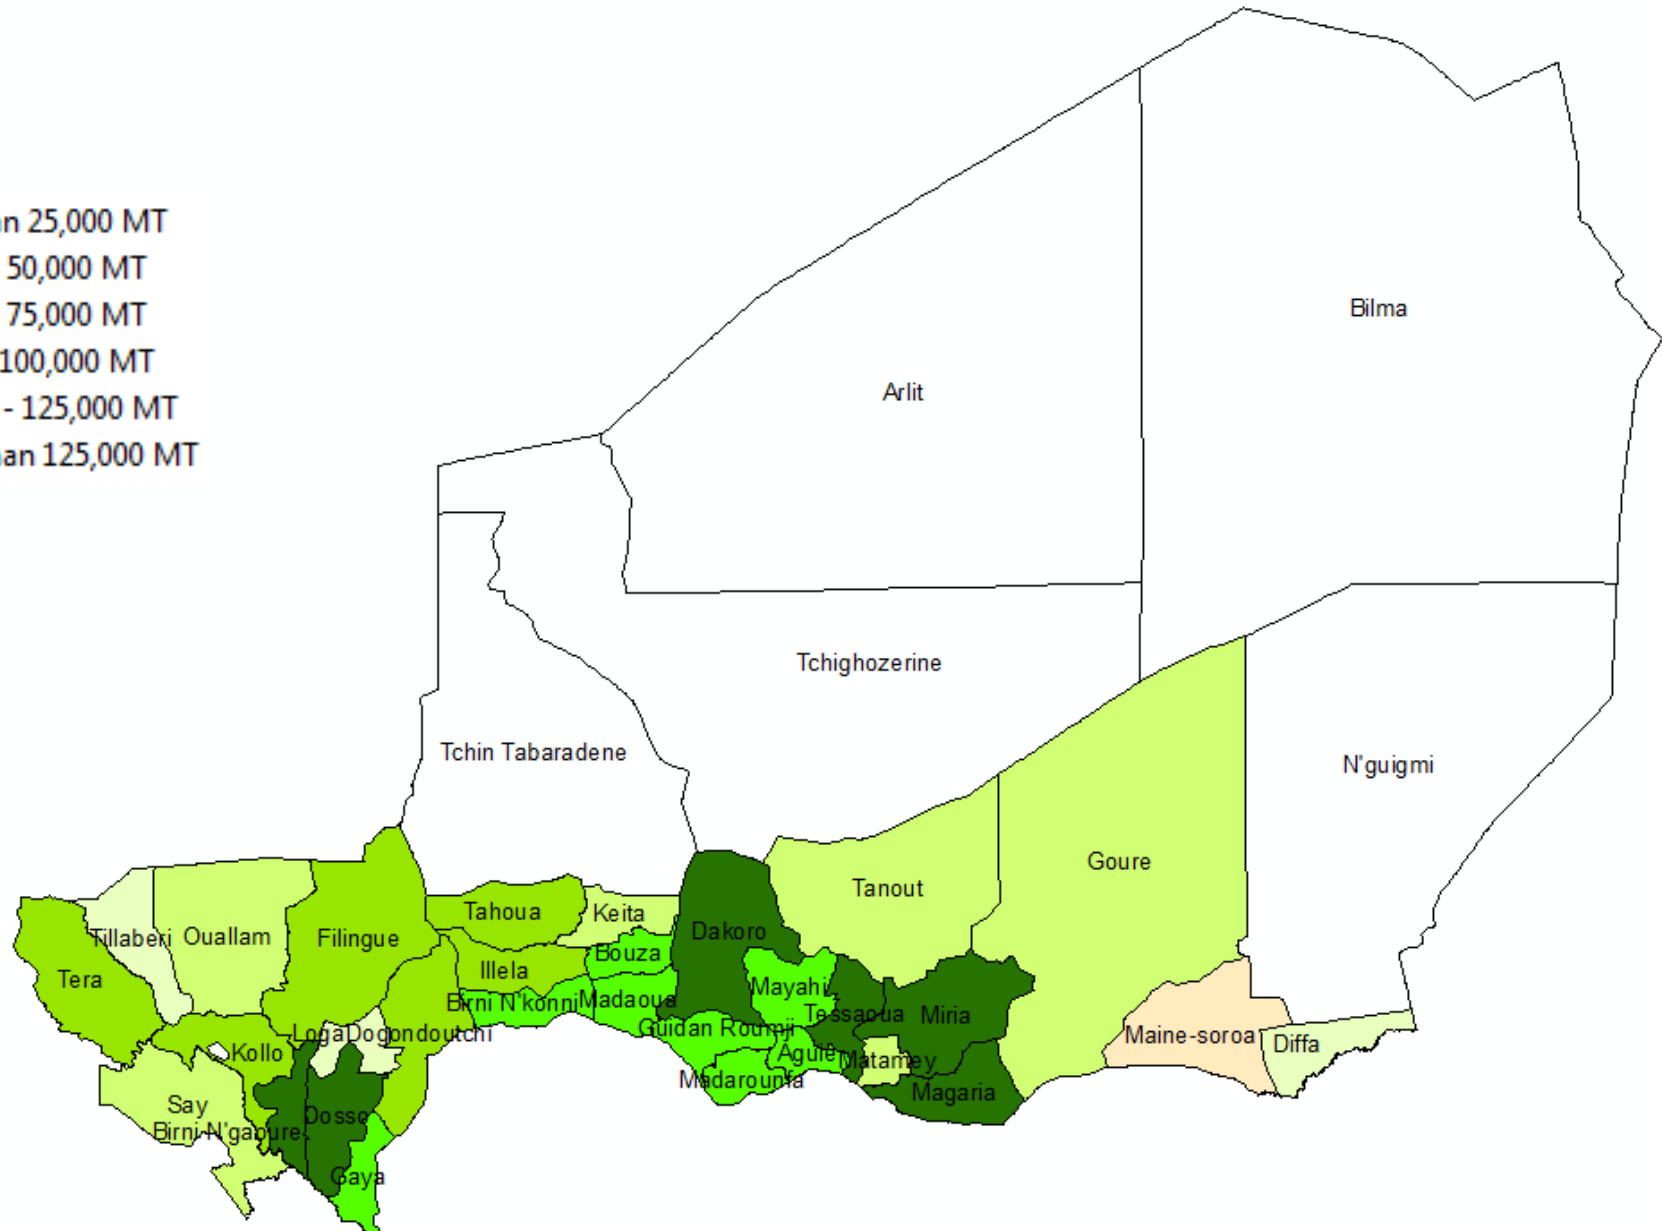 an 25,000 MT
50,000 MT
75,000 MT
100,000 MT
- 125,000 MT
an 125,000 MT
Bilma
Arlit
Tchighozerine
Tchin Tabaradene
N'guigmi
Goure
Tanout
Tahoua
Keita
Dakoro
Tillaberi
Ouallam
Filingue
Bouza
Illela
Tera
Mayahi
Birni N'konni
Madaoua
Tessaoua
Miria
Guidan Roumji
Loga
Dogondoutchi
Maine-soroa
Diffa
Kollo
Aguie
Matamey
Madarounfa
Magaria
Say
Dosso
Birni N'gaoure
Gaya